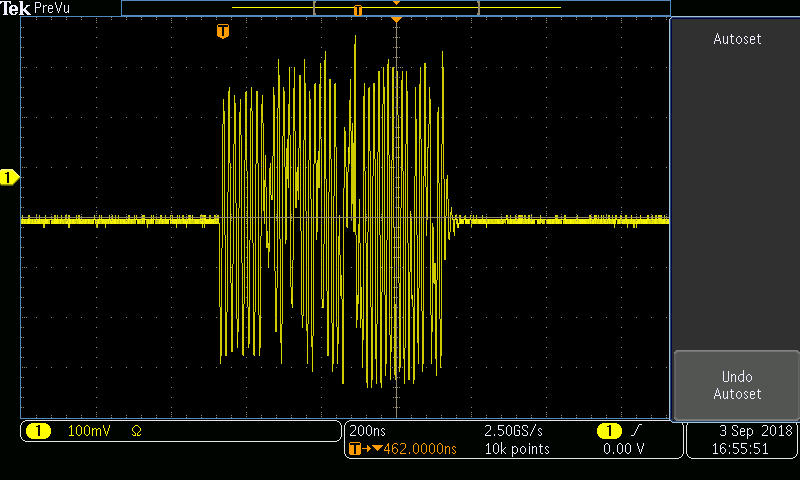 Tek PreVu
T
T
Autoset
1
Undo
Autoset
1 100mV Ω
200ns 2.50GS/s 1 0.00 V
T→▼462.0000ns 10k points
3 Sep 2018
16:55:51